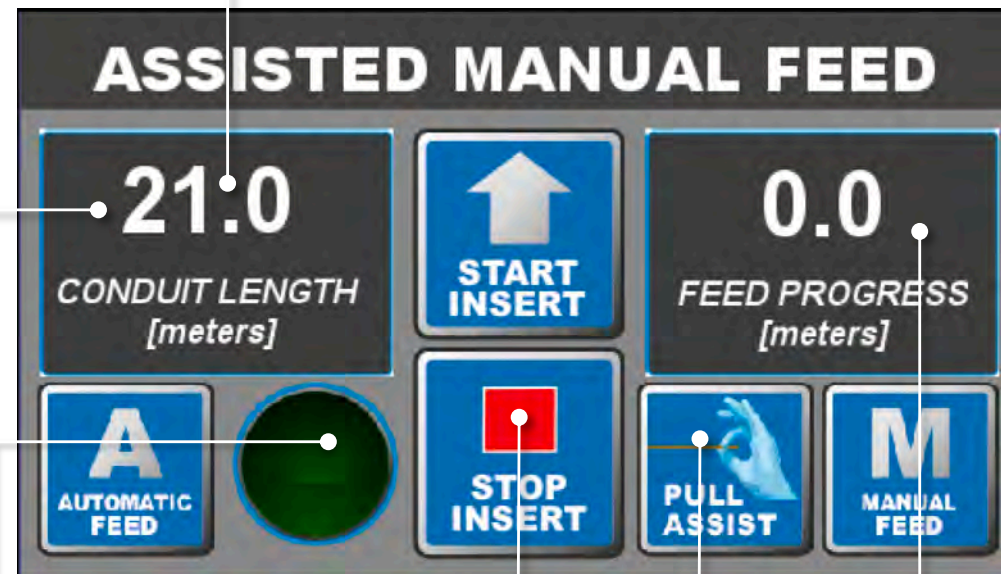 ASSISTED MANUAL FEED
21.0
CONDUIT LENGTH
[meters]
START
INSERT
0.0
FEED PROGRESS
[meters]
A
AUTOMATIC
FEED
STOP
INSERT
PULL
ASSIST
M
MANUAL
FEED